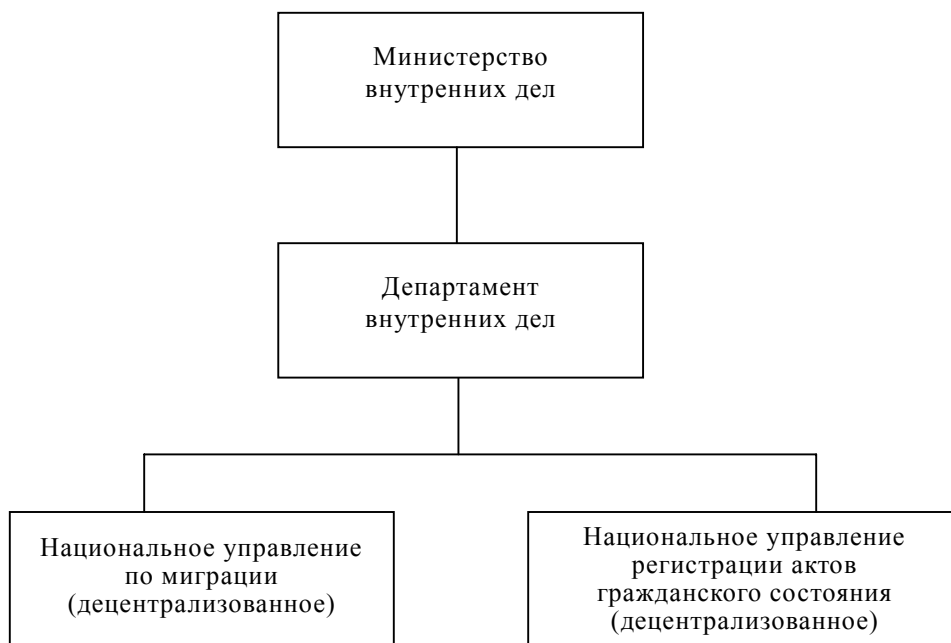 Министерство
внутренних дел
Департамент
внутренних дел
Национальное управление
по миграции
(децентрализованное)
Национальное управление
регистрации актов
гражданского состояния
(децентрализованное)